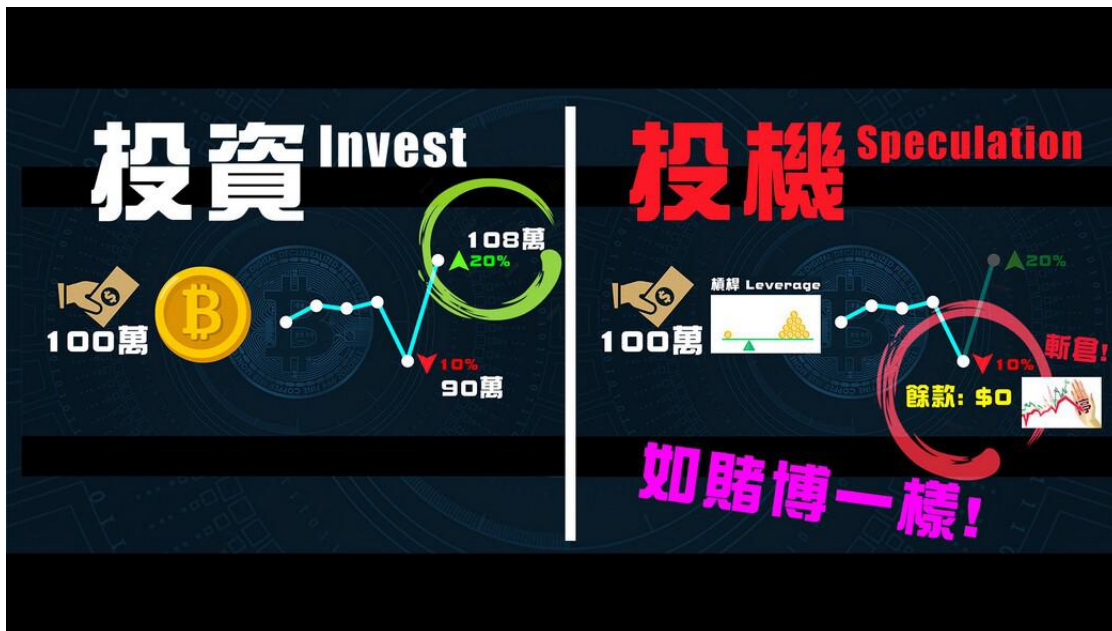 投資 Invest
108萬
▲20%
100萬
▼10%
90萬
投機 Speculation
▲20%
槓桿 Leverage
100萬
▼10%
斬倉!
餘款: $0
如賭博一樣!